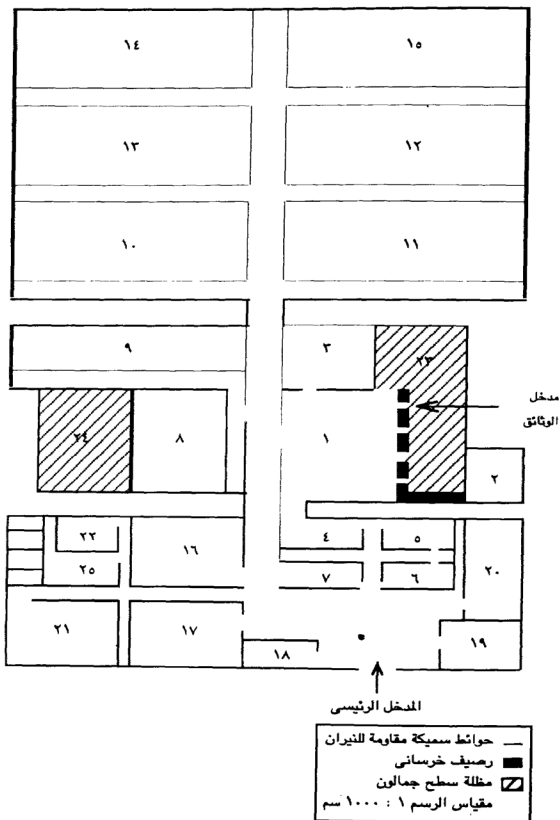 ١٤ ١٥
١٣ ١٢
١٠ ١١
٩ ٣ ٢٣
مدخل
الوثائق
٢٤ ٨ ١ ٢
٢٢ ١٦ ٤ ٥
٢٥ ٧ ٦ ٢٠
٢١ ١٧ ١٨ ١٩
المدخل الرئيسى
حوائط سميكة مقاومة للنيران
رصيف خرسانى
مظلة سطح جمالون
مقياس الرسم ١ : ١٠٠٠ سم